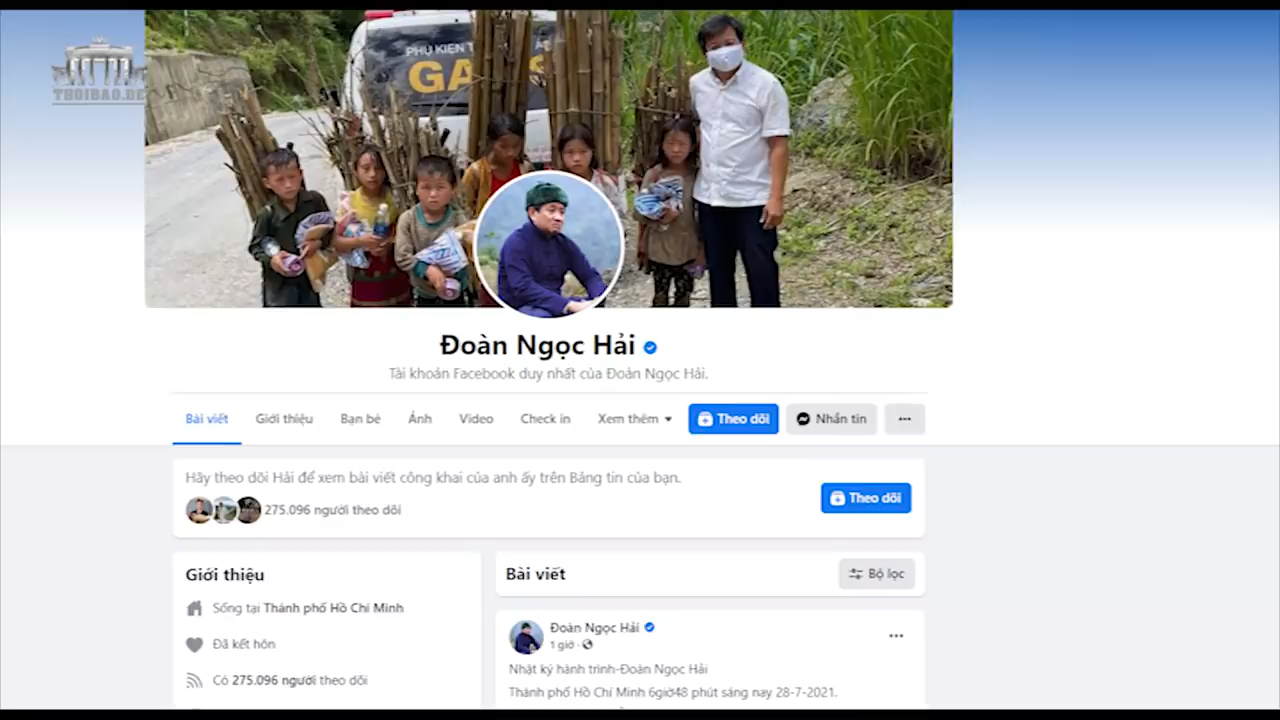 THOIBAO.DE
PHỤ KIỆN
GA
Đoàn Ngọc Hải
Tài khoản Facebook duy nhất của Đoàn Ngọc Hải.
Bài viết Giới thiệu Bạn bè Ảnh Video Check in Xem thêm Theo dõi Nhắn tin
Hãy theo dõi Hải để xem bài viết công khai của anh ấy trên Bảng tin của bạn.
275.096 người theo dõi
Theo dõi
Giới thiệu
Sống tại Thành phố Hồ Chí Minh
Đã kết hôn
Có 275.096 người theo dõi
Bài viết
Bộ lọc
Đoàn Ngọc Hải
1 giờ ·
Nhật ký hành trình-Đoàn Ngọc Hải
Thành phố Hồ Chí Minh 6giờ48 phút sáng nay 28-7-2021.